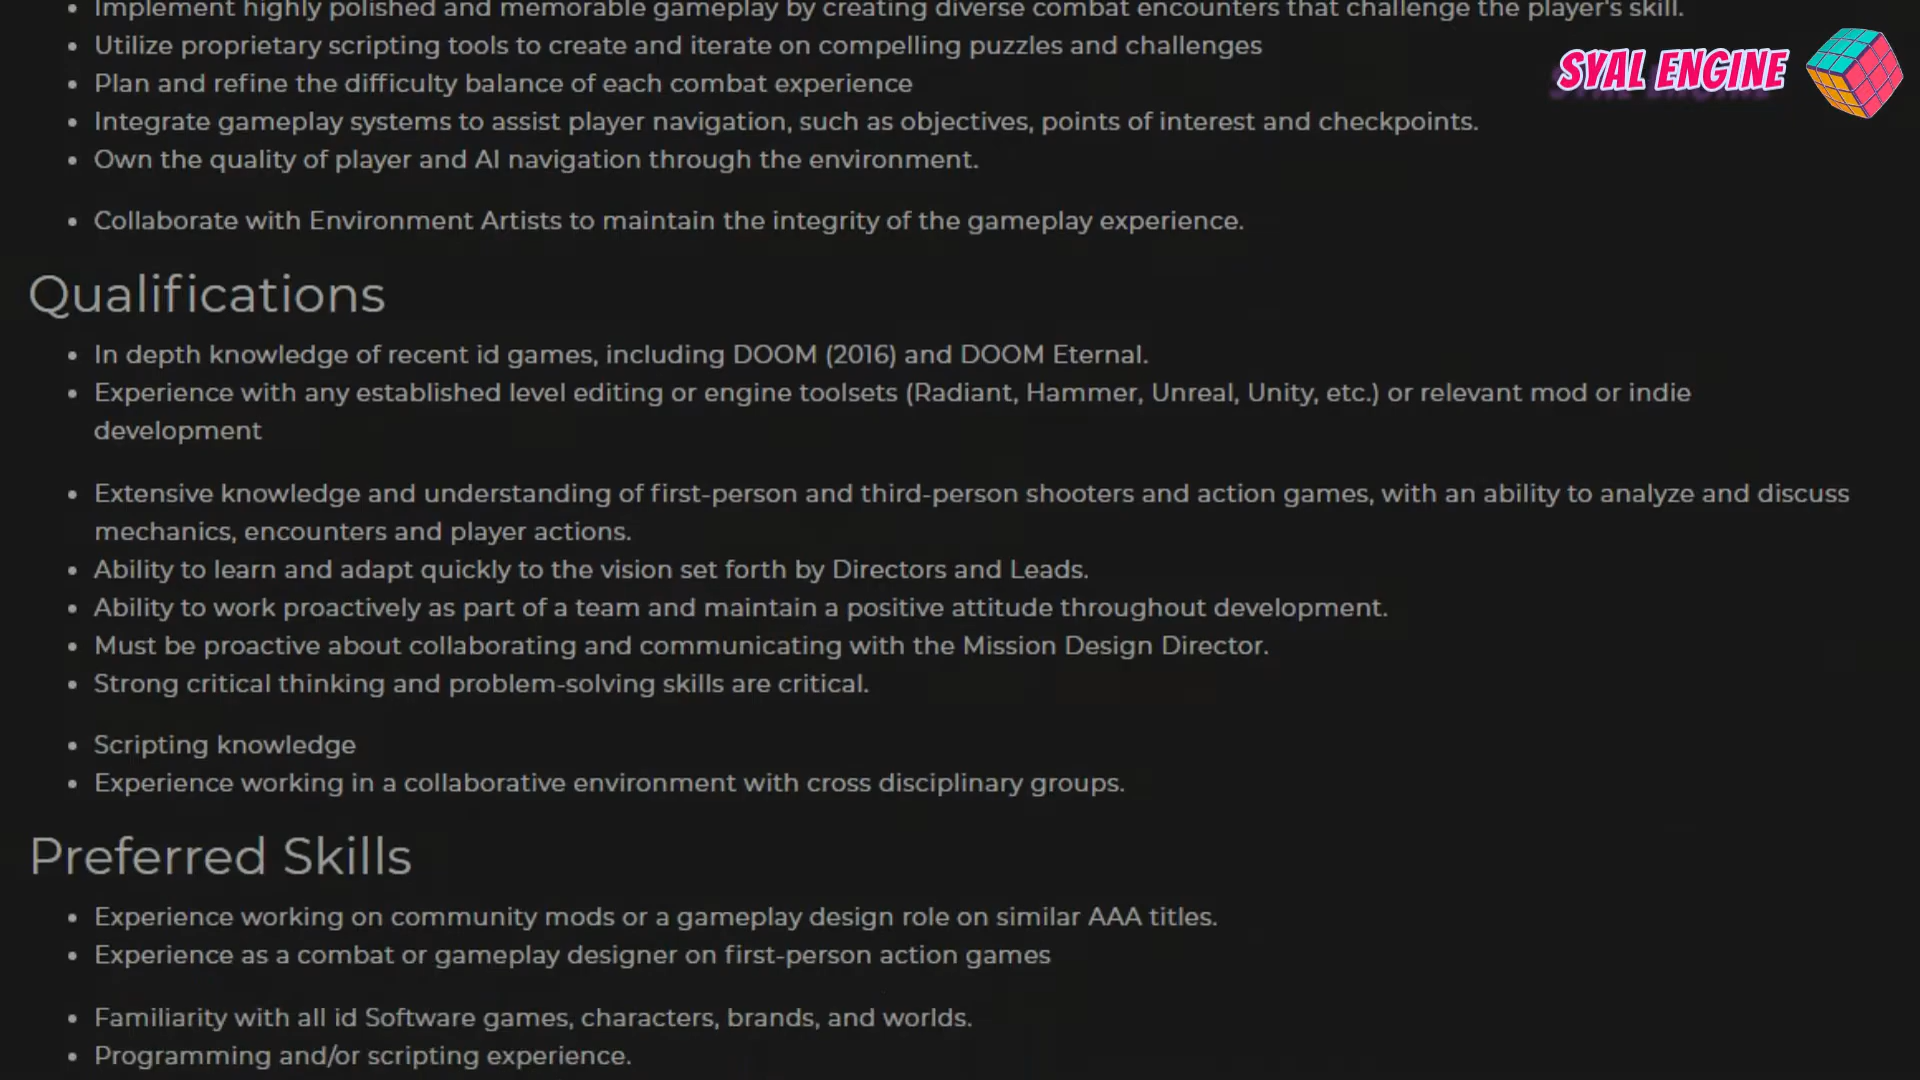 Implement highly polished and memorable gameplay by creating diverse combat encounters that challenge the player's skill.
Utilize proprietary scripting tools to create and iterate on compelling puzzles and challenges
SYAL ENGINE
Plan and refine the difficulty balance of each combat experience
Integrate gameplay systems to assist player navigation, such as objectives, points of interest and checkpoints.
Own the quality of player and AI navigation through the environment.
Collaborate with Environment Artists to maintain the integrity of the gameplay experience.
Qualifications
In depth knowledge of recent id games, including DOOM (2016) and DOOM Eternal.
Experience with any established level editing or engine toolsets (Radiant, Hammer, Unreal, Unity, etc.) or relevant mod or indie
development
Extensive knowledge and understanding of first-person and third-person shooters and action games, with an ability to analyze and discuss
mechanics, encounters and player actions.
Ability to learn and adapt quickly to the vision set forth by Directors and Leads.
Ability to work proactively as part of a team and maintain a positive attitude throughout development.
Must be proactive about collaborating and communicating with the Mission Design Director.
Strong critical thinking and problem-solving skills are critical.
Scripting knowledge
Experience working in a collaborative environment with cross disciplinary groups.
Preferred Skills
Experience working on community mods or a gameplay design role on similar AAA titles.
Experience as a combat or gameplay designer on first-person action games
Familiarity with all id Software games, characters, brands, and worlds.
Programming and/or scripting experience.